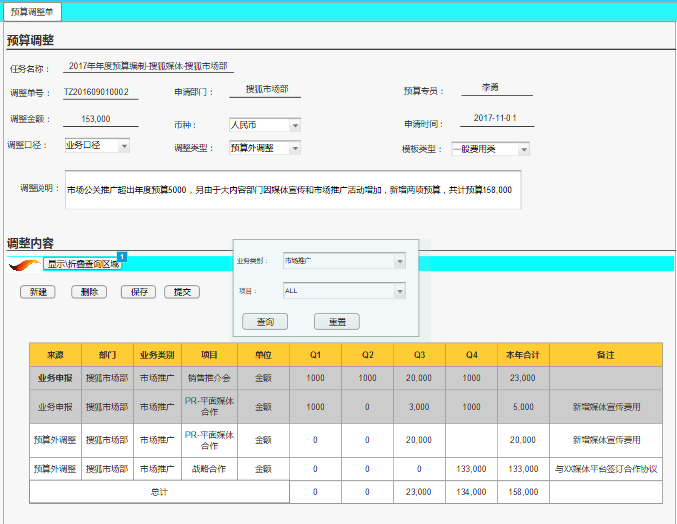 预算调整单
预算调整
任务名称： 2017年年度预算编制-搜狐媒体-搜狐市场部
调整单号： TZ201609010002 申请部门： 搜狐市场部 预算专员： 李勇
调整金额： 153,000 币种： 人民币 申请时间： 2017-11-01
调整口径： 业务口径 调整类型： 预算外调整 模板类型： 一般费用类
调整说明： 市场公关推广超出年度预算5000，另由于大内容部门因媒体宣传和市场推广活动增加，新增两项预算，共计预算158,000
调整内容
显示\折叠查询区域 1
业务类别： 市场推广
项目： ALL
查询 重置
新建 删除 保存 提交
来源 部门 业务类别 项目 单位 Q1 Q2 Q3 Q4 本年合计 备注
业务申报 搜狐市场部 市场推广 销售推介会 金额 1000 1000 20,000 1000 23,000
业务申报 搜狐市场部 市场推广 PR-平面媒体合作 金额 1000 0 3,000 1000 5,000 新增媒体宣传费用
预算外调整 搜狐市场部 市场推广 PR-平面媒体合作 金额 0 0 20,000 20,000 新增媒体宣传费用
预算外调整 搜狐市场部 市场推广 战略合作 金额 0 0 0 133,000 133,000 与XX媒体平台签订合作协议
总计 0 0 23,000 134,000 158,000